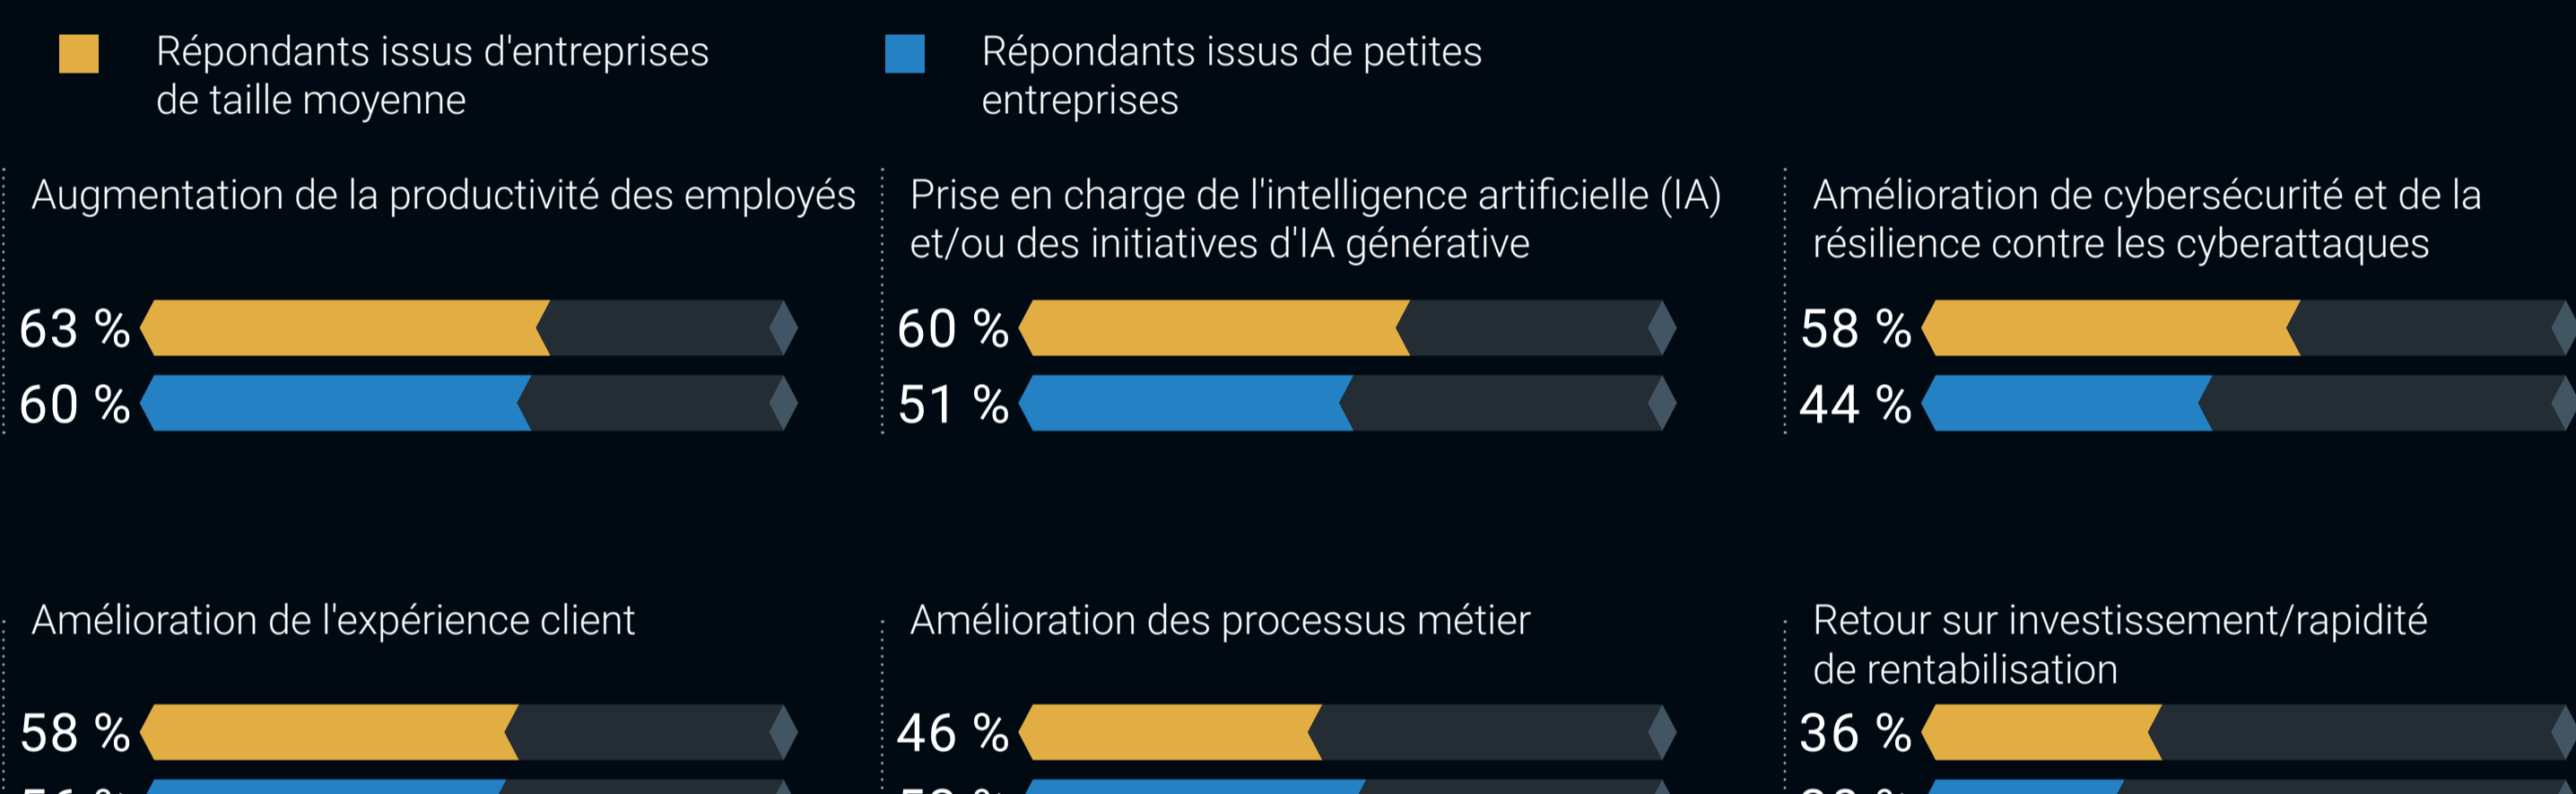 Répondants issus d'entreprises
de taille moyenne
Répondants issus de petites
entreprises
Augmentation de la productivité des employés
63 %
60 %
Prise en charge de l'intelligence artificielle (IA)
et/ou des initiatives d'IA générative
60 %
51 %
Amélioration de cybersécurité et de la
résilience contre les cyberattaques
58 %
44 %
Amélioration de l'expérience client
58 %
Amélioration des processus métier
46 %
Retour sur investissement/rapidité
de rentabilisation
36 %